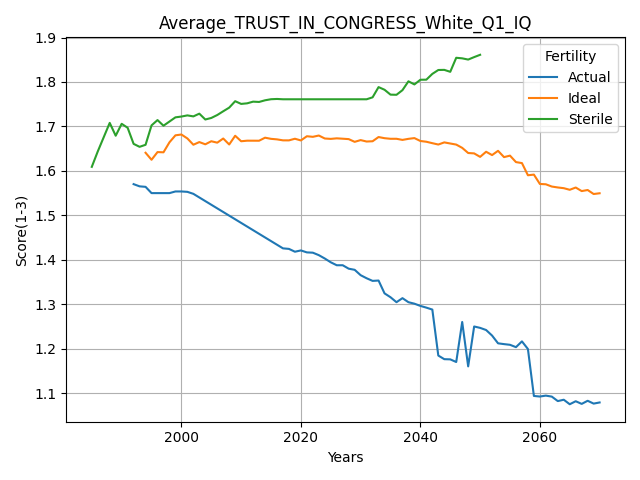 Average_TRUST_IN_CONGRESS_White_Q1_IQ
Score(1-3)
1.9
1.8
1.7
1.6
1.5
1.4
1.3
1.2
1.1
Fertility
Actual
Ideal
Sterile
2000 2020 2040 2060
Years